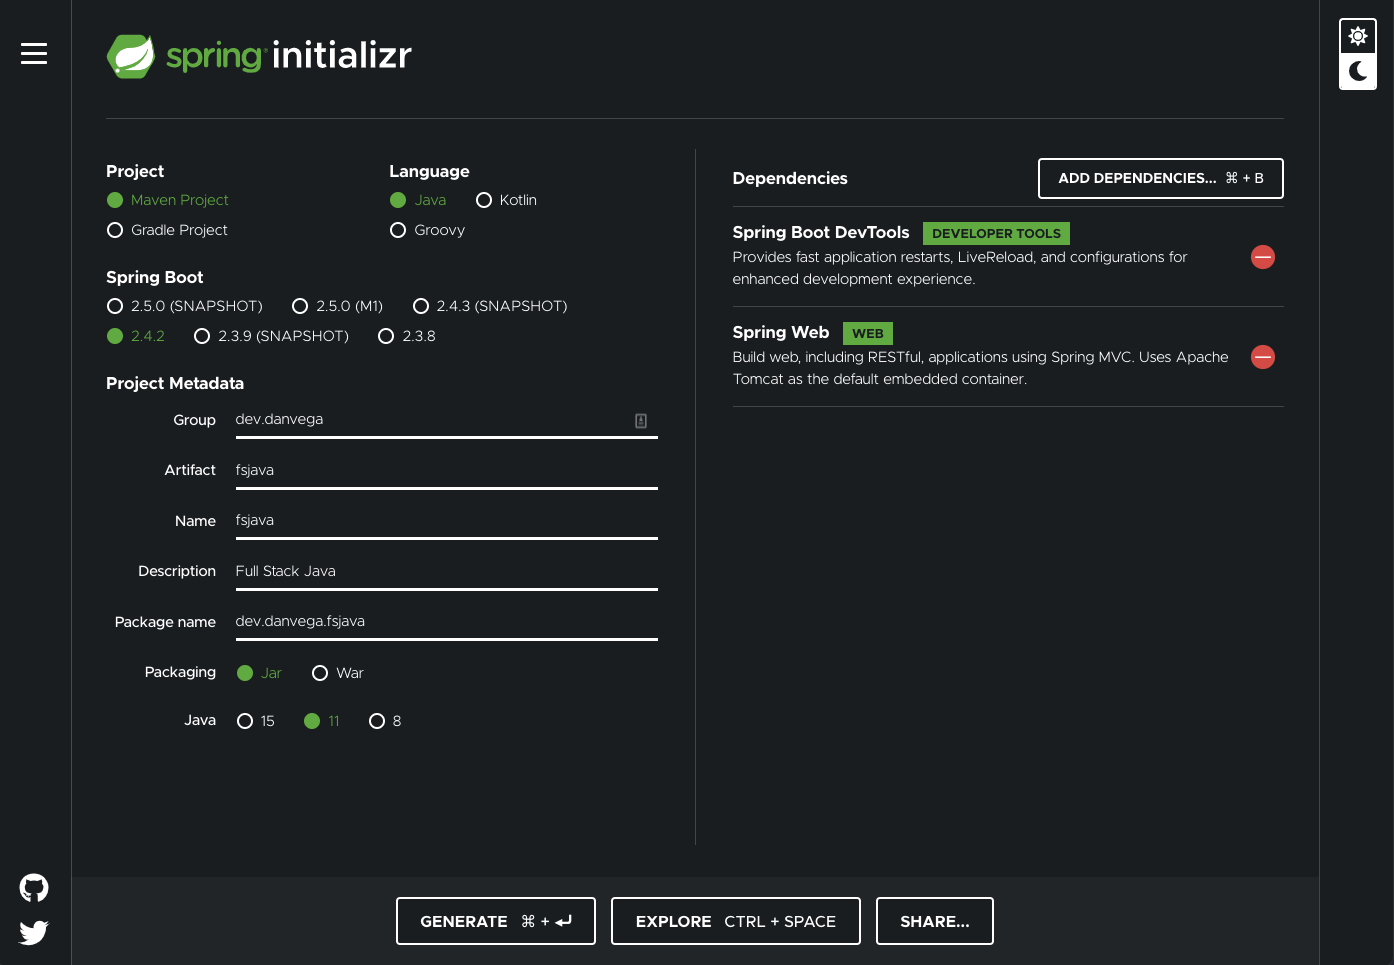 spring initializr
Project
Maven Project
Gradle Project
Language
Java Kotlin
Groovy
Spring Boot
2.5.0 (SNAPSHOT) 2.5.0 (M1) 2.4.3 (SNAPSHOT)
2.4.2 2.3.9 (SNAPSHOT) 2.3.8
Project Metadata
Group dev.danvega
Artifact fsjava
Name fsjava
Description Full Stack Java
Package name dev.danvega.fsjava
Packaging Jar War
Java 15 11 8
Dependencies ADD DEPENDENCIES... ⌘ + B
Spring Boot DevTools DEVELOPER TOOLS
Provides fast application restarts, LiveReload, and configurations for
enhanced development experience.
Spring Web WEB
Build web, including RESTful, applications using Spring MVC. Uses Apache
Tomcat as the default embedded container.
GENERATE ⌘ + ↵ EXPLORE CTRL + SPACE SHARE...